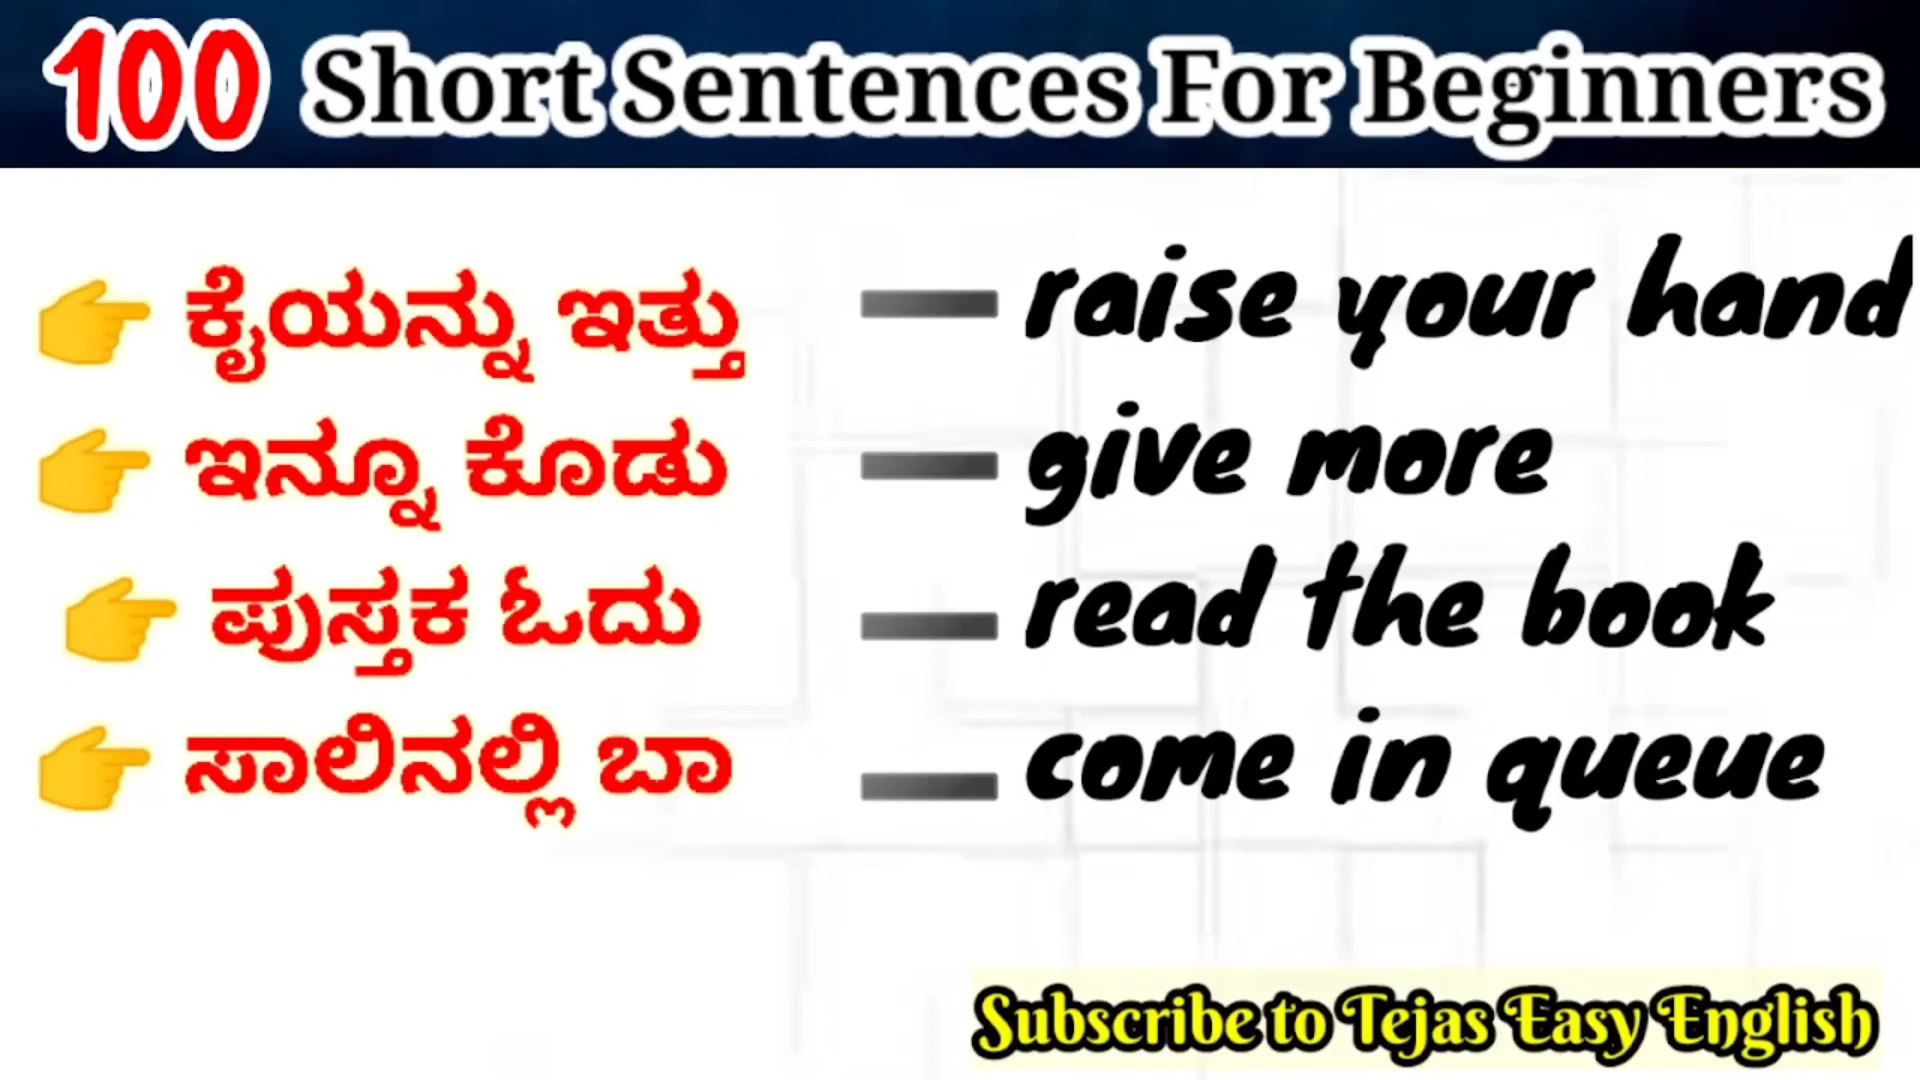 100 Short Sentences For Beginners
👉 ಕೈಯನ್ನು ಇತ್ತು — raise your hand
👉 ಇನ್ನೂ ಕೊಡು — give more
👉 ಪುಸ್ತಕ ಓದು — read the book
👉 ಸಾಲಿನಲ್ಲಿ ಬಾ — come in queue
Subscribe to Tejas Easy English